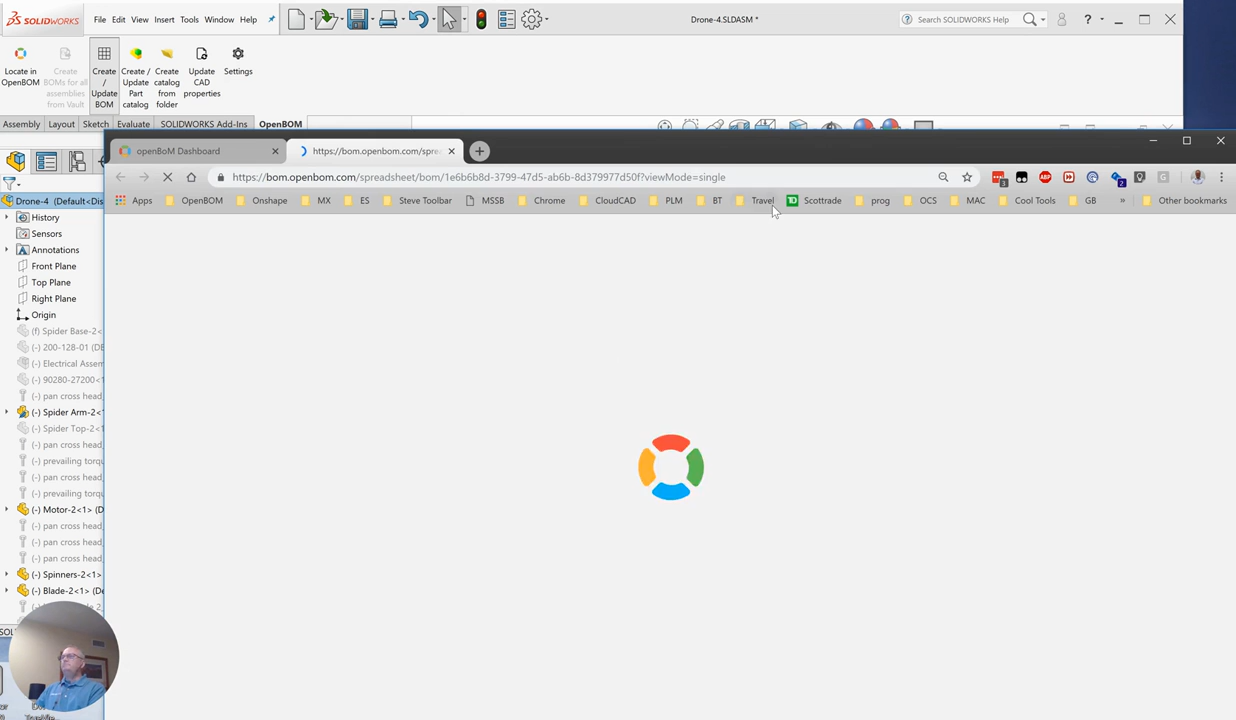 SOLIDWORKS
File Edit View Insert Tools Window Help
Drone-4.SLDASM *
Search SOLIDWORKS Help
?
Locate in OpenBOM
Create BOMs for all assemblies from Vault
Create / Update BOM
Create / Update Part catalog
Create catalog from folder
Update CAD properties
Settings
Assembly Layout Sketch Evaluate SOLIDWORKS Add-Ins OpenBOM
openBoM Dashboard
https://bom.openbom.com/sprea
https://bom.openbom.com/spreadsheet/bom/1e6b6b8d-3799-47d5-ab6b-8d379977d50f?viewMode=single
Apps OpenBOM Onshape MX ES Steve Toolbar MSSB Chrome CloudCAD PLM BT Travel Scottrade prog OCS MAC Cool Tools GB » Other bookmarks
Drone-4 (Default<Dis
History
Sensors
Annotations
Front Plane
Top Plane
Right Plane
Origin
(f) Spider Base-2<
(-) 200-128-01 (DE
(-) Electrical Assem
(-) 90280-27200<1
(-) pan cross head
(-) Spider Arm-2<1
(-) Spider Top-2<1
(-) pan cross head
(-) prevailing torqu
(-) pan cross head
(-) prevailing torqu
(-) Motor-2<1> (D
(-) pan cross head
(-) pan cross head
(-) pan cross head
(-) Spinners-2<1>
(-) Blade-2<1> (De